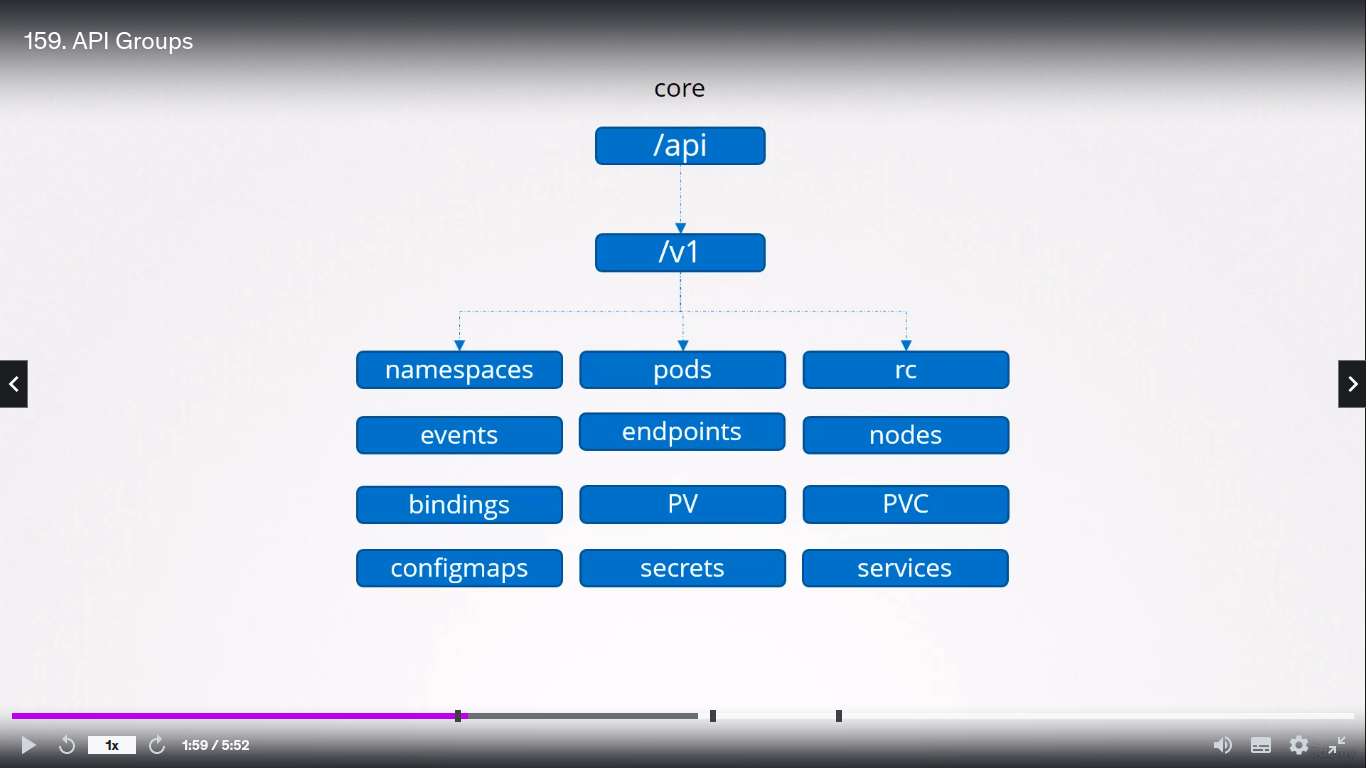 159. API Groups
core
/api
/v1
namespaces pods rc
events endpoints nodes
bindings PV PVC
configmaps secrets services
1x 1:59 / 5:52